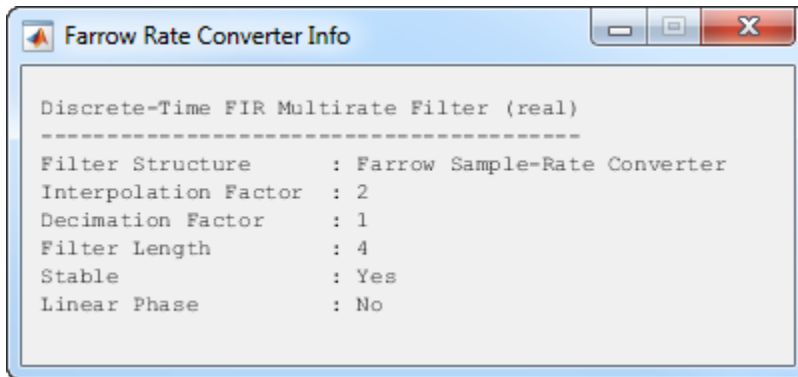 Farrow Rate Converter Info
Discrete-Time FIR Multirate Filter (real)
-----------------------------------------
Filter Structure      : Farrow Sample-Rate Converter
Interpolation Factor  : 2
Decimation Factor     : 1
Filter Length         : 4
Stable                : Yes
Linear Phase          : No